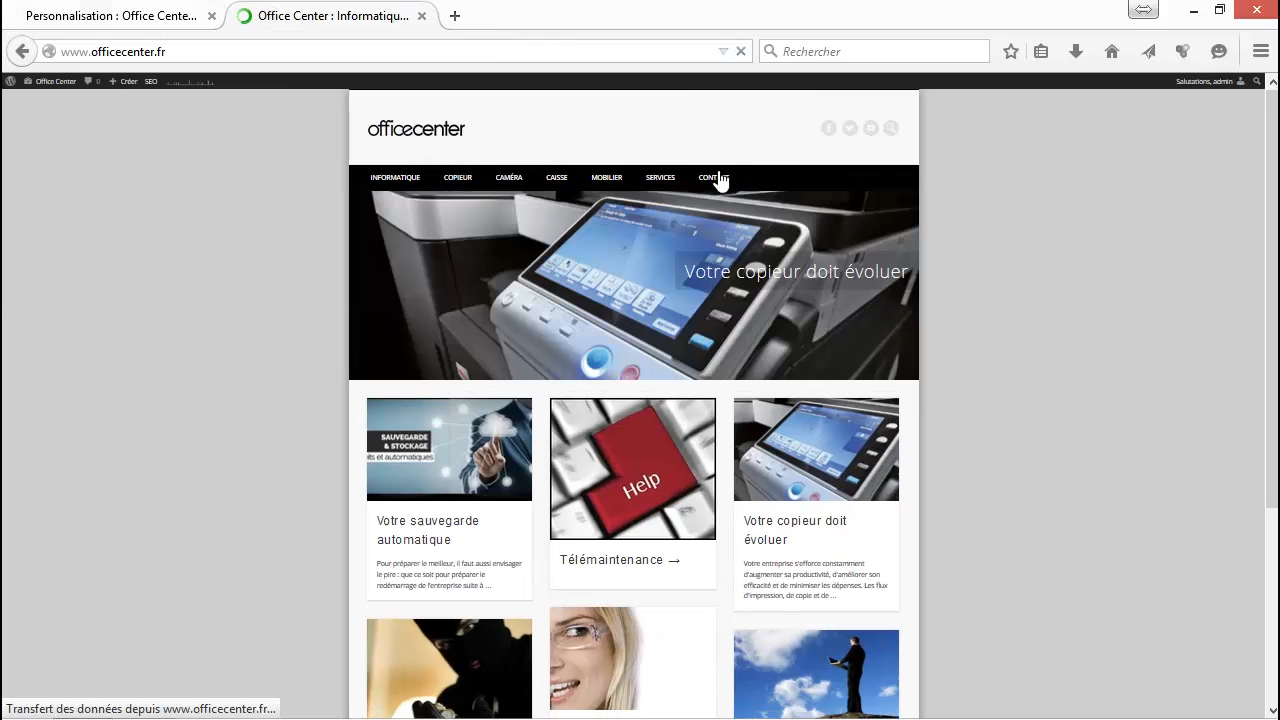 Personnalisation : Office Cente...
Office Center : Informatiqu...
www.officecenter.fr
Rechercher
Office Center
0
Créer
SEO
Salutations, admin
officecenter
INFORMATIQUE
COPIEUR
CAMÉRA
CAISSE
MOBILIER
SERVICES
Votre copieur doit évoluer
SAUVEGARDE
& STOCKAGE
its et automatiques
Help
Votre sauvegarde
automatique
Pour préparer le meilleur, il faut aussi envisager
le pire : que ce soit pour préparer le
redémarrage de l'entreprise suite à ...
Télémaintenance →
Votre copieur doit
évoluer
Votre entreprise s'efforce constamment
d'augmenter sa productivité, d'améliorer son
efficacité et de minimiser les dépenses. Les flux
d'impression, de copie et de ...
Transfert des données depuis www.officecenter.fr...